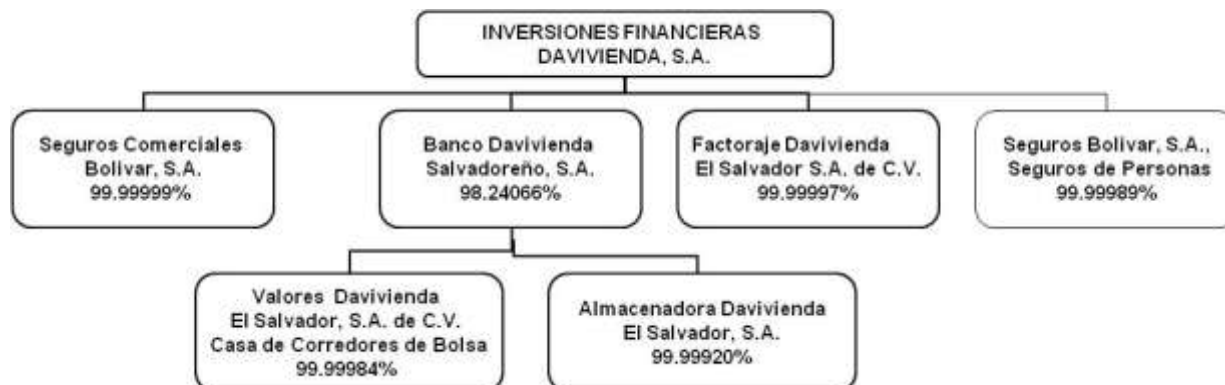 INVERSIONES FINANCIERAS
DAVIVIENDA, S.A.
Seguros Comerciales
Bolivar, S.A.
99.99999%
Banco Davivienda
Salvadoreño, S.A.
98.24066%
Factoraje Davivienda
El Salvador S.A. de C.V.
99.99997%
Seguros Bolivar, S.A.,
Seguros de Personas
99.99989%
Valores Davivienda
El Salvador, S.A. de C.V.
Casa de Corredores de Bolsa
99.99984%
Almacenadora Davivienda
El Salvador, S.A.
99.99920%